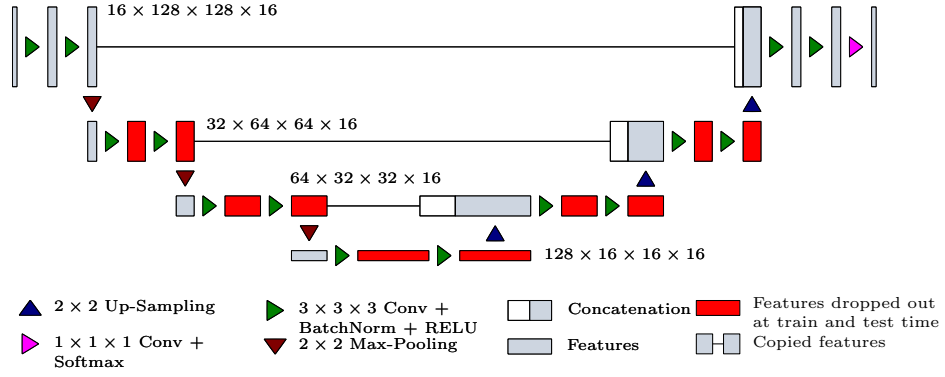 16 × 128 × 128 × 16
32 × 64 × 64 × 16
64 × 32 × 32 × 16
128 × 16 × 16 × 16
2 × 2 Up-Sampling
1 × 1 × 1 Conv +
Softmax
3 × 3 × 3 Conv +
BatchNorm + RELU
2 × 2 Max-Pooling
Concatenation
Features
Features dropped out
at train and test time
Copied features